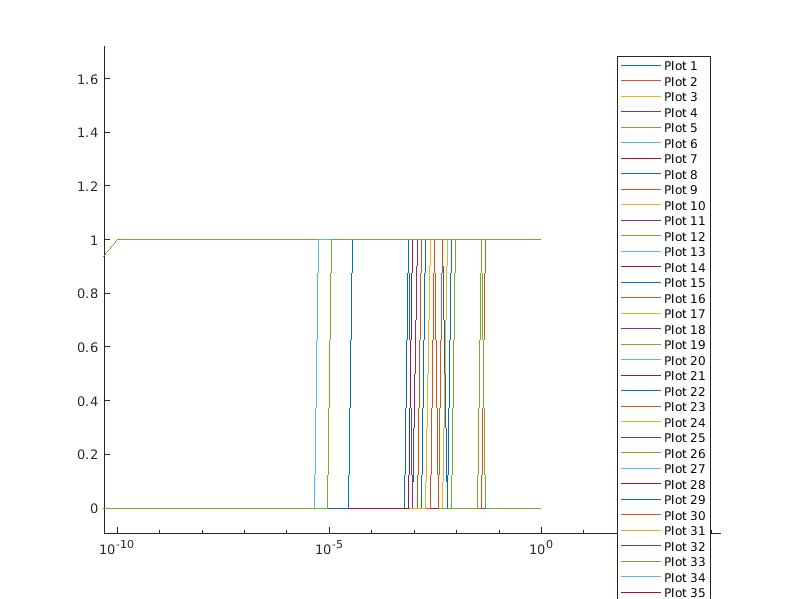 1.6
1.4
1.2
1
0.8
0.6
0.4
0.2
0
10^-10
10^-5
10^0
Plot 1
Plot 2
Plot 3
Plot 4
Plot 5
Plot 6
Plot 7
Plot 8
Plot 9
Plot 10
Plot 11
Plot 12
Plot 13
Plot 14
Plot 15
Plot 16
Plot 17
Plot 18
Plot 19
Plot 20
Plot 21
Plot 22
Plot 23
Plot 24
Plot 25
Plot 26
Plot 27
Plot 28
Plot 29
Plot 30
Plot 31
Plot 32
Plot 33
Plot 34
Plot 35